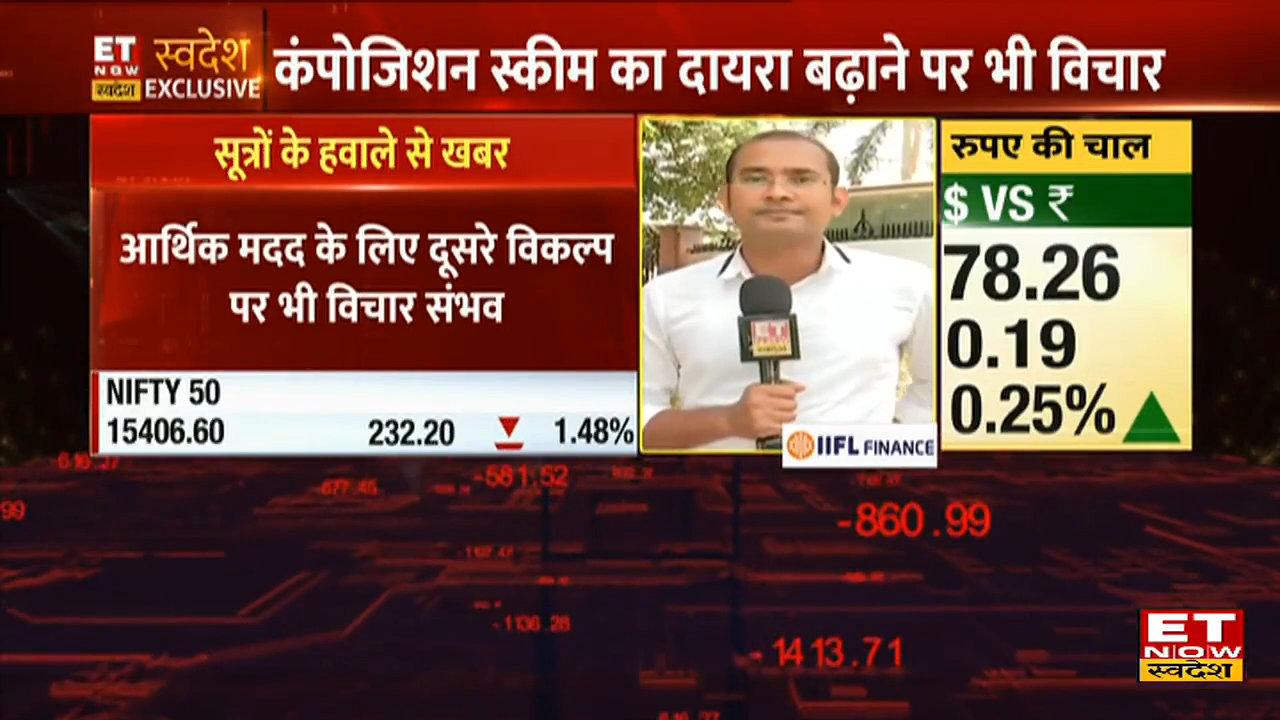 ET NOW स्वदेश स्वदेश EXCLUSIVE
कंपोजिशन स्कीम का दायरा बढ़ाने पर भी विचार
सूत्रों के हवाले से खबर
आर्थिक मदद के लिए दूसरे विकल्प
पर भी विचार संभव
NIFTY 50
15406.60 232.20 1.48%
ET
IIFL FINANCE
रुपए की चाल
$ VS ₹
78.26
0.19
0.25%
-581.52
-860.99
-1136.28
-1413.71
ET
NOW
स्वदेश